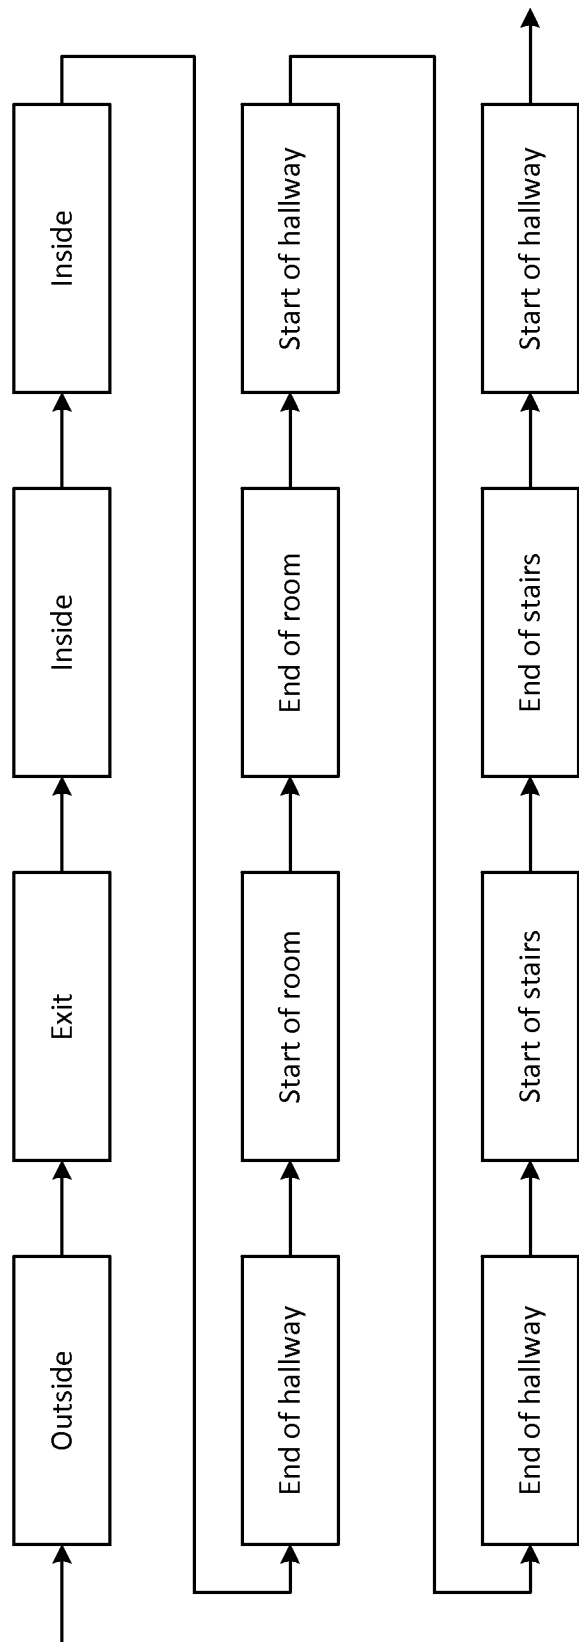 Outside
Exit
Inside
Inside
End of hallway
Start of room
End of room
Start of hallway
End of hallway
Start of stairs
End of stairs
Start of hallway